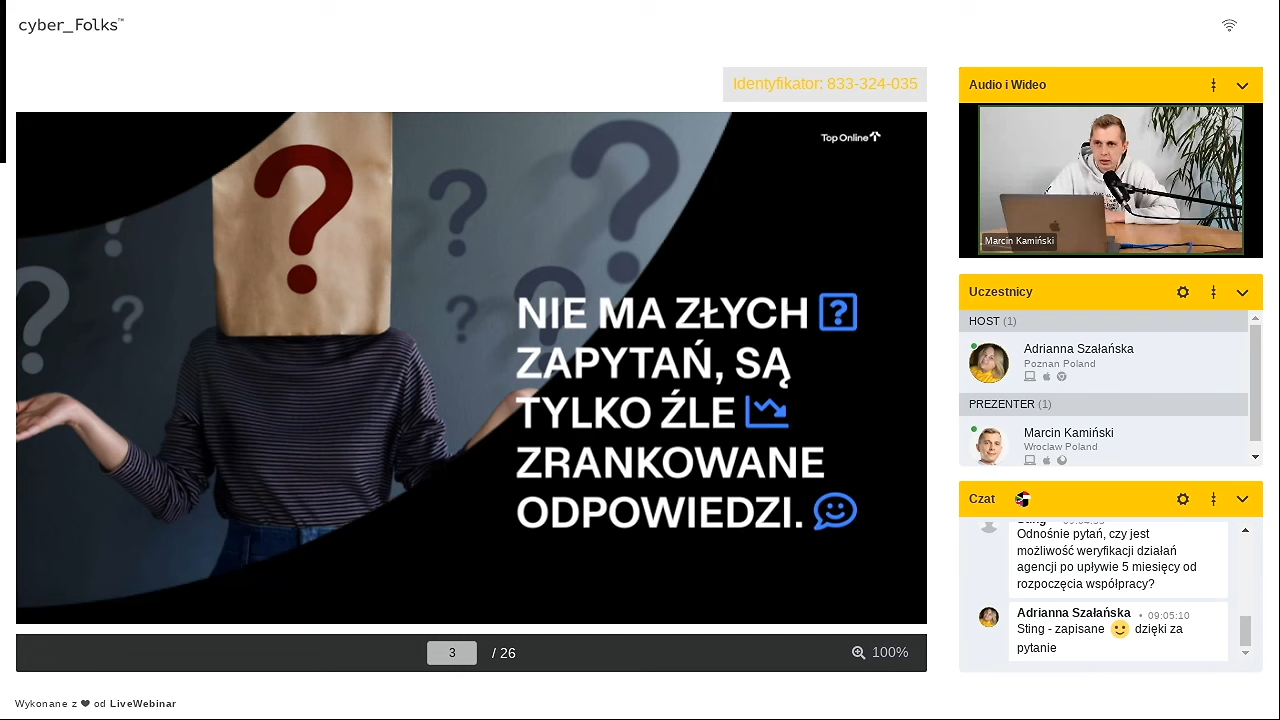 cyber_Folks™
Identyfikator: 833-324-035
Top Online
NIE MA ZŁYCH
ZAPYTAŃ, SĄ
TYLKO ŹLE
ZRANKOWANE
ODPOWIEDZI.
3 / 26
100%
Wykonane z od LiveWebinar
Audio i Wideo
Marcin Kamiński
Uczestnicy
HOST (1)
Adrianna Szałańska
Poznan Poland
PREZENTER (1)
Marcin Kamiński
Wrocław Poland
Czat
Odnośnie pytań, czy jest
możliwość weryfikacji działań
agencji po upływie 5 miesięcy od
rozpoczęcia współpracy?
Adrianna Szałańska • 09:05:10
Sting - zapisane 🙂 dzięki za
pytanie